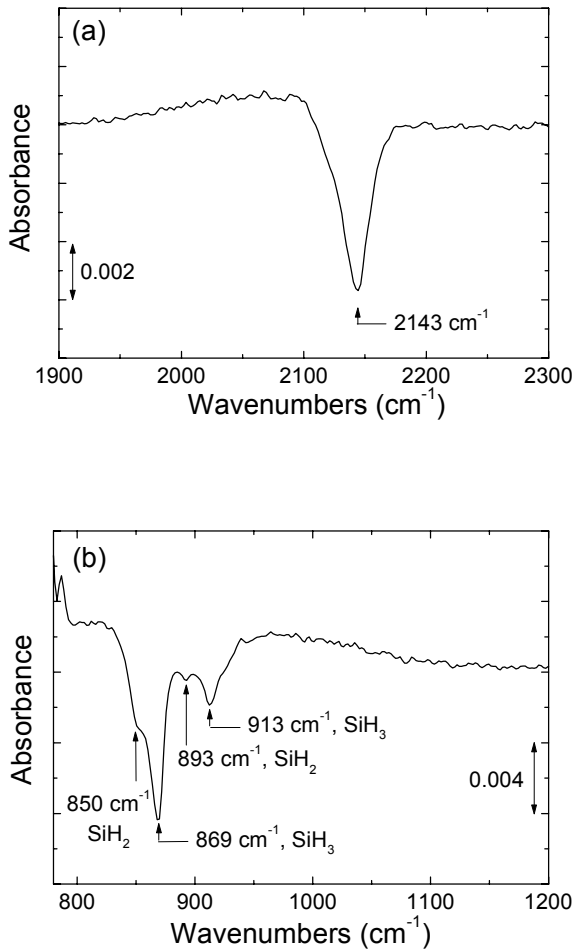 (a)
Absorbance
0.002
2143 cm⁻¹
1900 2000 2100 2200 2300
Wavenumbers (cm⁻¹)
(b)
Absorbance
913 cm⁻¹, SiH₃
893 cm⁻¹, SiH₂
850 cm⁻¹
SiH₂
869 cm⁻¹, SiH₃
0.004
800 900 1000 1100 1200
Wavenumbers (cm⁻¹)